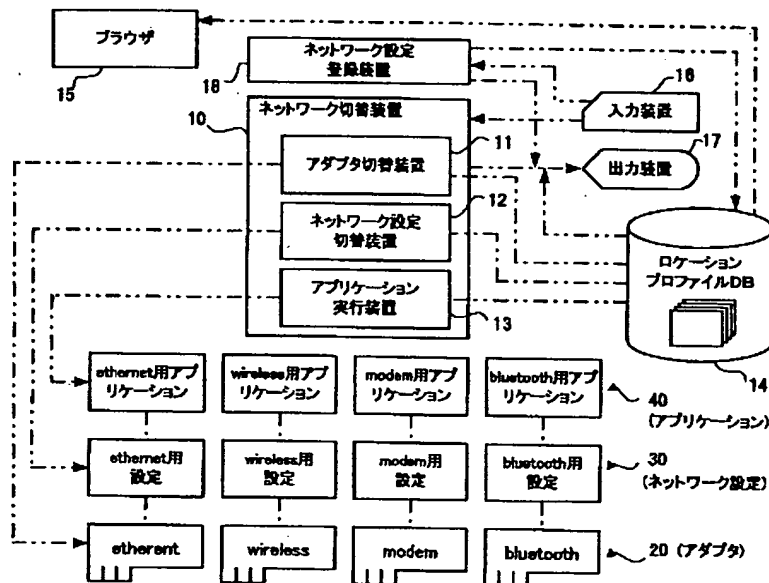 ブラウザ
15
ネットワーク設定
登録装置
18
16
入力装置
ネットワーク切替装置
10
11
アダプタ切替装置
17
出力装置
12
ネットワーク設定
切替装置
ロケーション
プロファイルDB
アプリケーション
実行装置
13
14
ethernet用アプ
リケーション
wireless用アプ
リケーション
modem用アプ
リケーション
bluetooth用アプ
リケーション
40
(アプリケーション)
ethernet用
設定
wireless用
設定
modem用
設定
bluetooth用
設定
30
(ネットワーク設定)
etherent
wireless
modem
bluetooth
20 (アダプタ)